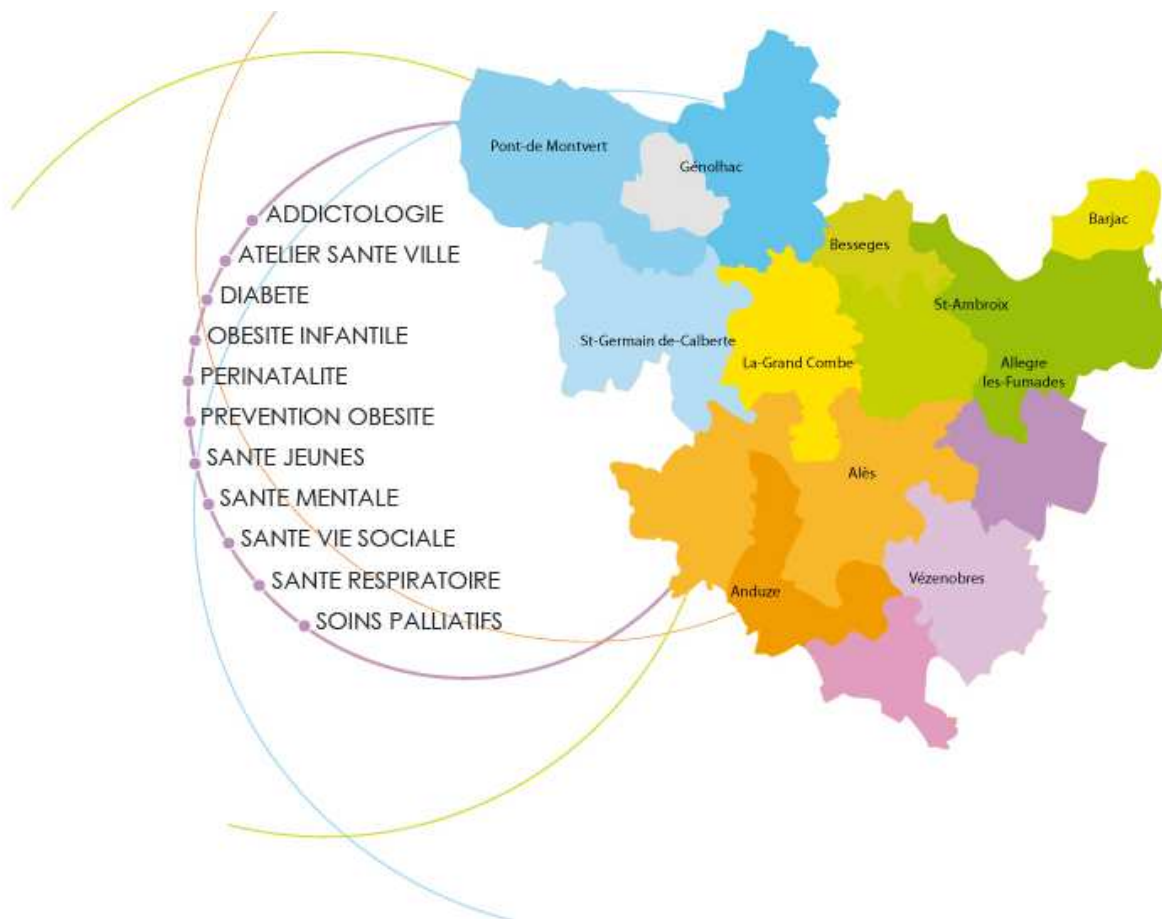 ADDICTOLOGIE
ATELIER SANTE VILLE
DIABETE
OBESITE INFANTILE
PERINATALITE
PREVENTION OBESITE
SANTE JEUNES
SANTE MENTALE
SANTE VIE SOCIALE
SANTE RESPIRATOIRE
SOINS PALLIATIFS
Pont-de Montvert
Génolhac
Barjac
Besseges
St-Ambroix
St-Germain de-Calberte
La-Grand Combe
Allegre
les-Fumades
Alès
Anduze
Vézenobres